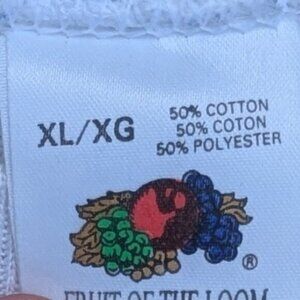 XL/XG
50% COTTON
50% COTON
50% POLYESTER
®
FRUIT OF THE LOOM